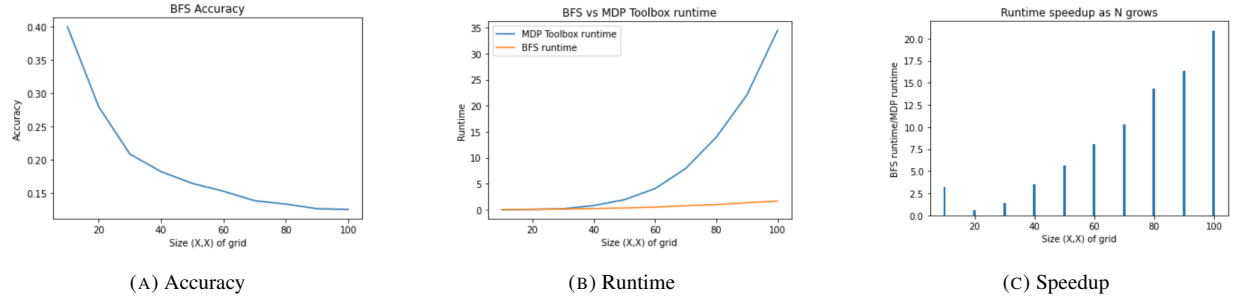 BFS Accuracy
0.40
0.35
0.30
0.25
0.20
0.15
Accuracy
20 40 60 80 100
Size (X,X) of grid
(A) Accuracy
BFS vs MDP Toolbox runtime
MDP Toolbox runtime
BFS runtime
35
30
25
20
15
10
5
0
Runtime
20 40 60 80 100
Size (X,X) of grid
(B) Runtime
Runtime speedup as N grows
20.0
17.5
15.0
12.5
10.0
7.5
5.0
2.5
0.0
BFS runtime/MDP runtime
20 40 60 80 100
Size (X,X) of grid
(C) Speedup